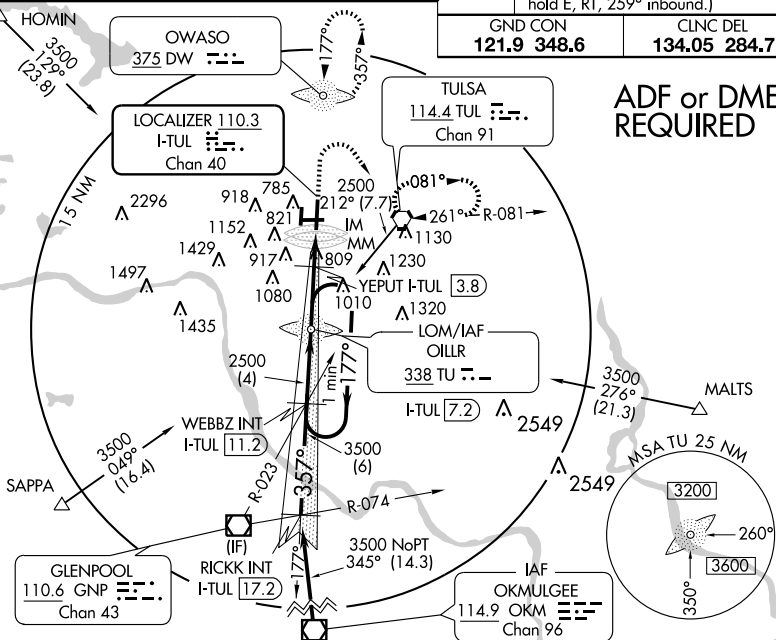 hold E, RT, 259° inbound.)
GND CON
121.9 348.6
CLNC DEL
134.05 284.7
ADF or DME
REQUIRED
HOMIN
3500
129°
(23.8)
OWASO
375 DW
177°
357°
LOCALIZER 110.3
I-TUL
Chan 40
TULSA
114.4 TUL
Chan 91
15 NM
2296
918
785
821
1152
1429
917
1497
1080
1435
809
2500
212° (7.7)
IM
MM
081°
261°
R-081
1130
1230
YEPUT I-TUL 3.8
1010
1320
LOM/IAF
OILLR
338 TU
I-TUL 7.2
2500
(4)
1 min
177°
3500
276°
(21.3)
MALTS
2549
2549
WEBBZ INT
I-TUL 11.2
3500
(6)
3500
049°
(16.4)
SAPPA
R-023
357°
R-074
(IF)
RICKK INT
I-TUL 17.2
177°
3500 NoPT
345° (14.3)
GLENPOOL
110.6 GNP
Chan 43
IAF
OKMULGEE
114.9 OKM
Chan 96
MSA TU 25 NM
3200
260°
3600
350°